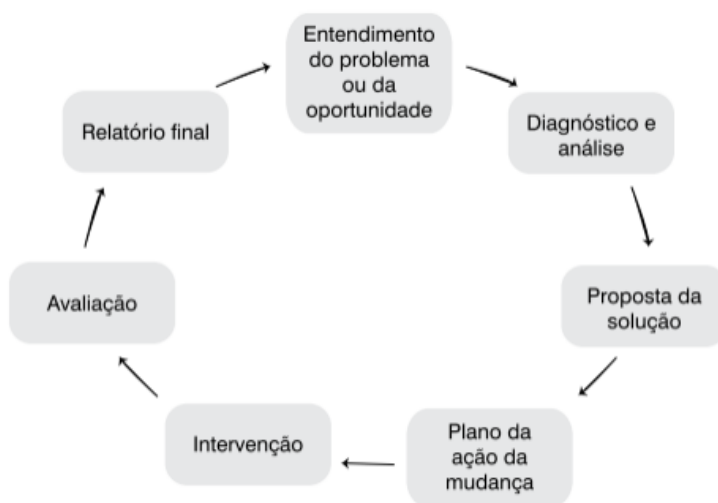 Entendimento
do problema
ou da
oportunidade
Diagnóstico e
análise
Proposta da
solução
Plano da
ação da
mudança
Intervenção
Avaliação
Relatório final